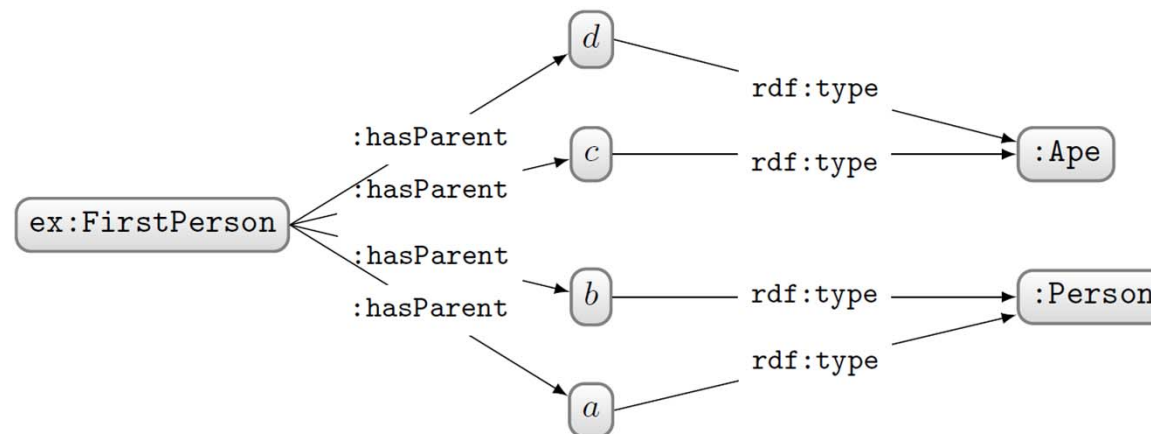 d
rdf:type
:hasParent
c
rdf:type
:Ape
:hasParent
ex:FirstPerson
:hasParent
b
rdf:type
:Person
:hasParent
rdf:type
a